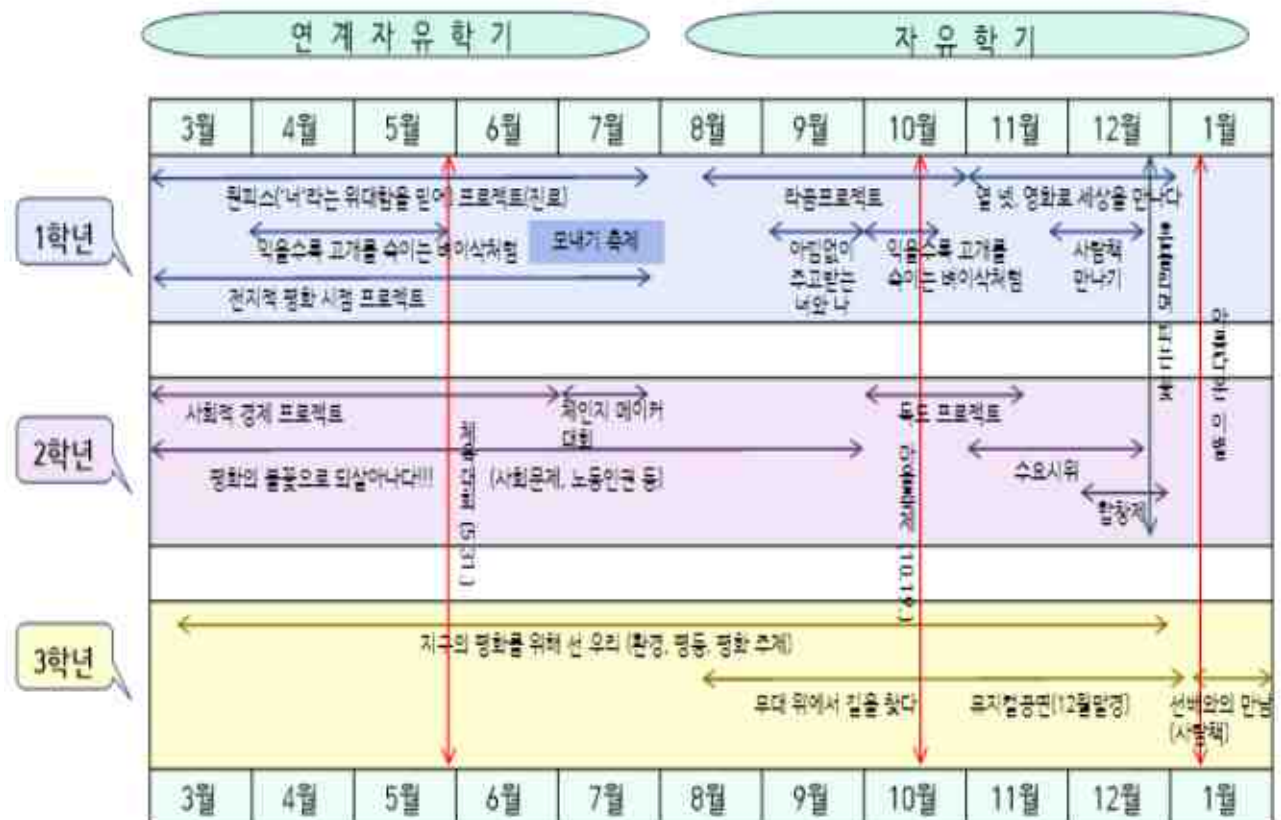 연 계 자 유 학 기
자 유 학 기
3월 4월 5월 6월 7월 8월 9월 10월 11월 12월 1월
1학년
원피스('너'라는 위대함을 믿어) 프로젝트(진로)
라온프로젝트
열 넷, 영화로 세상을 만나다
익을수록 고개를 숙이는 벼이삭처럼
모내기 축제
아낌없이
주고받는
너와 나
익을수록 고개를
숙이는 벼이삭처럼
사람책
만나기
전지적 평화 시점 프로젝트
2학년
사회적 경제 프로젝트
체인지 메이커
대회
독도 프로젝트
평화의 불꽃으로 되살아나다!!!
(사회문제, 노동인권 등)
수요시위
합창제
(5.31.)
(10.19.)
3학년
지구의 평화를 위해 선 우리 (환경, 평등, 평화 주제)
무대 위에서 길을 찾다
뮤지컬공연(12월말경)
선배와의 만남
(사람책)
3월 4월 5월 6월 7월 8월 9월 10월 11월 12월 1월